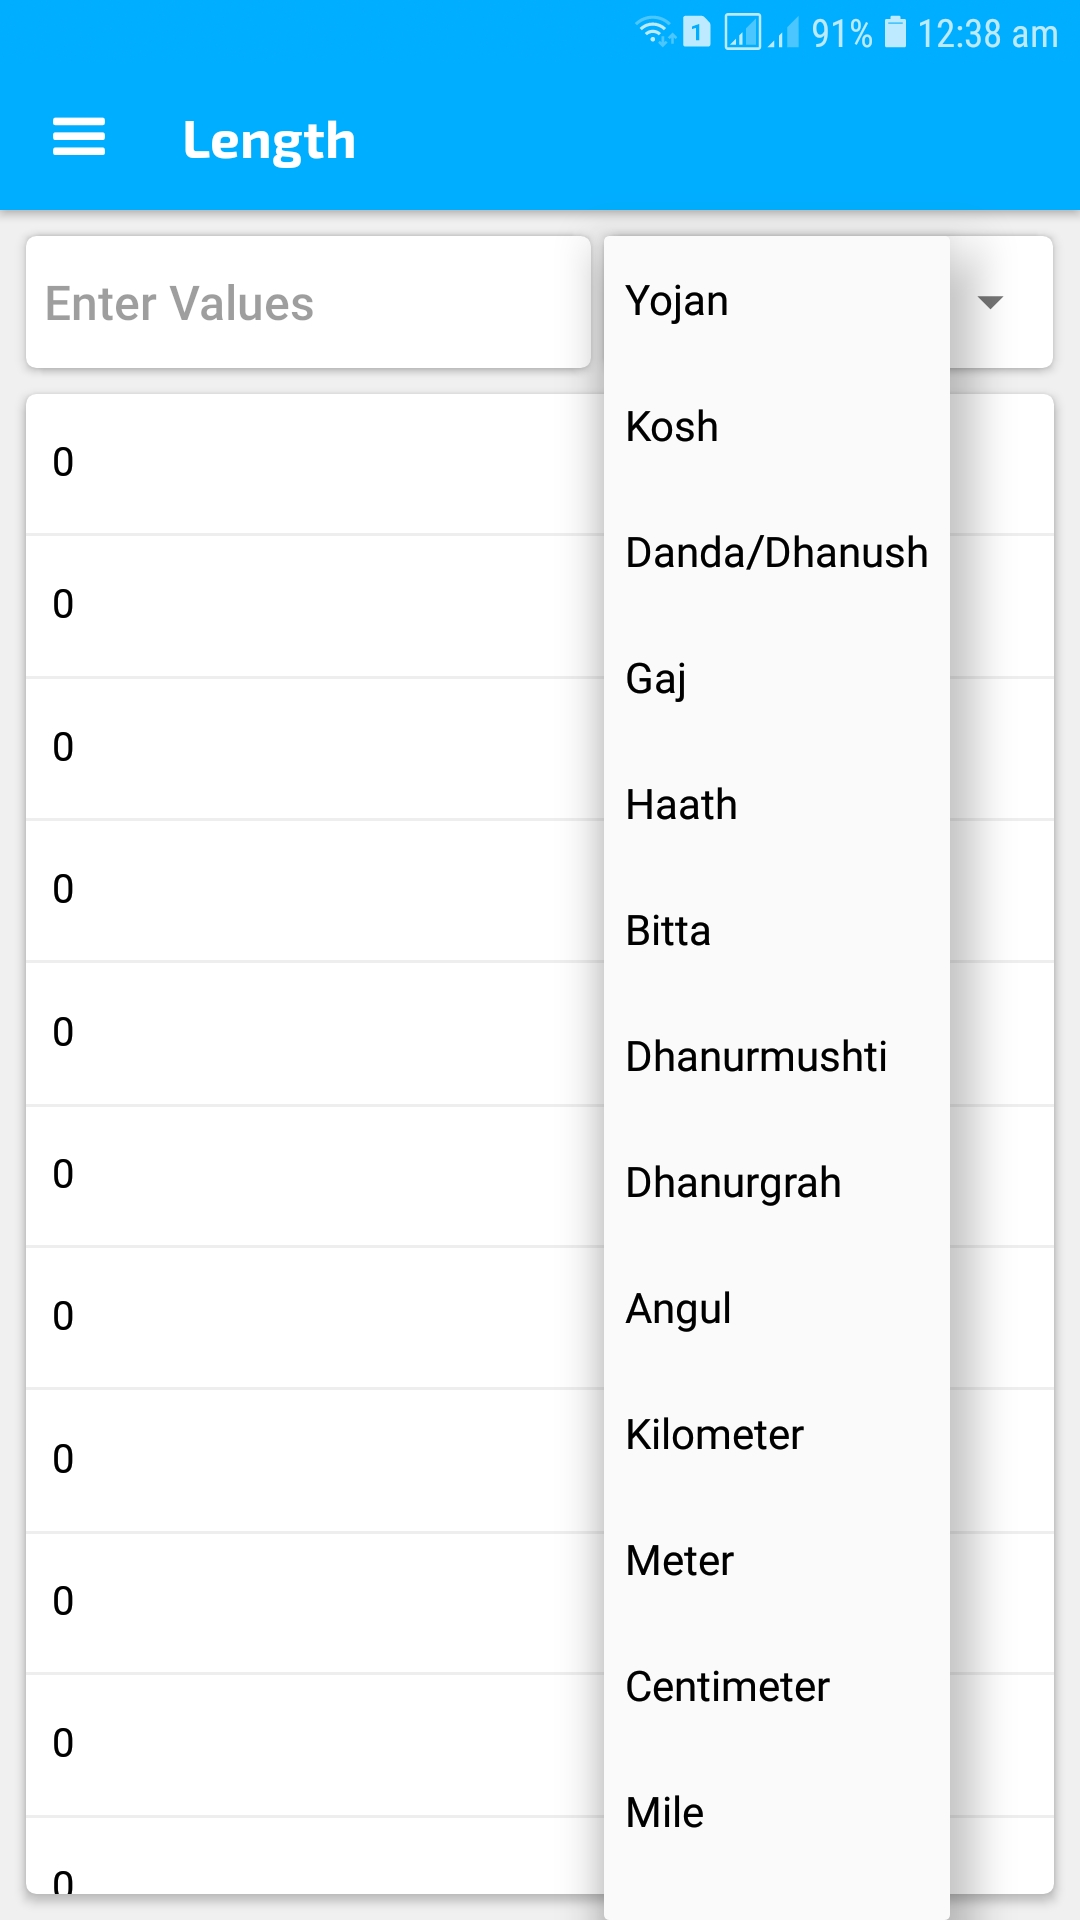 1 91% 12:38 am
Length
Enter Values
Yojan
Kosh
0
Danda/Dhanush
0
Gaj
0
Haath
0
Bitta
0
Dhanurmushti
0
Dhanurgrah
0
Angul
0
Kilometer
0
Meter
0
Centimeter
0
Mile
0